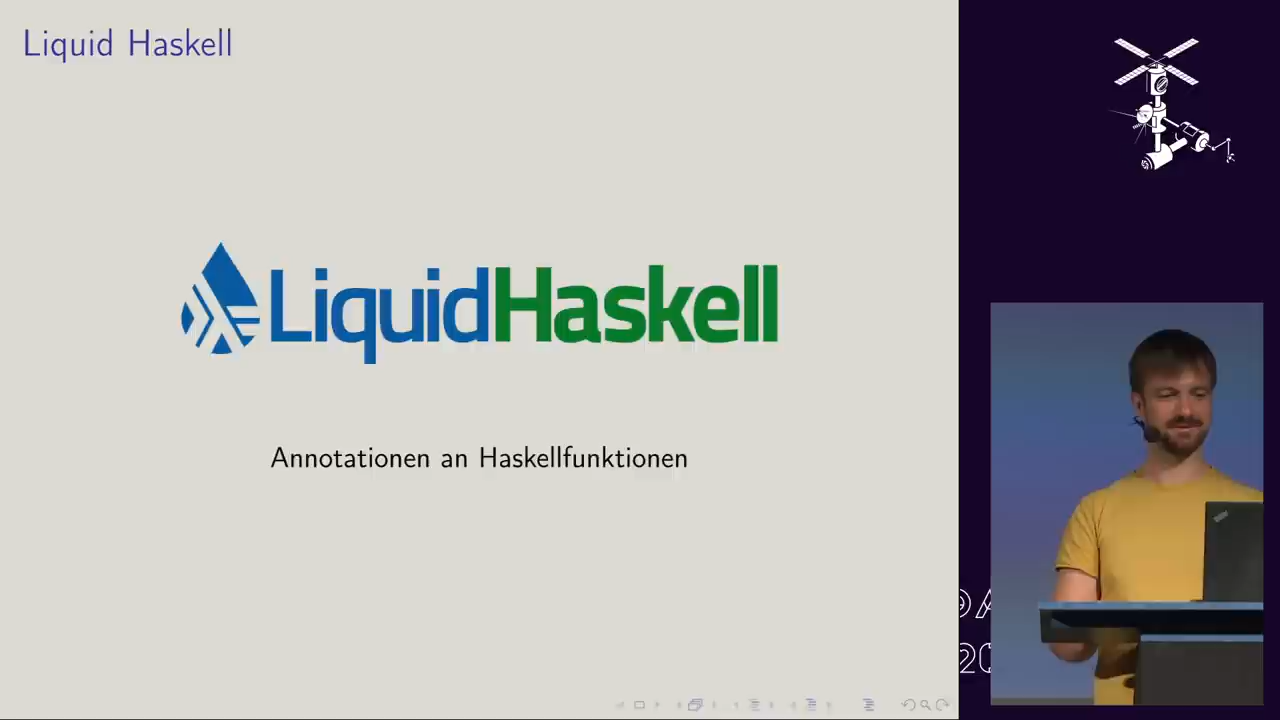 Liquid Haskell
LiquidHaskell
Annotationen an Haskellfunktionen